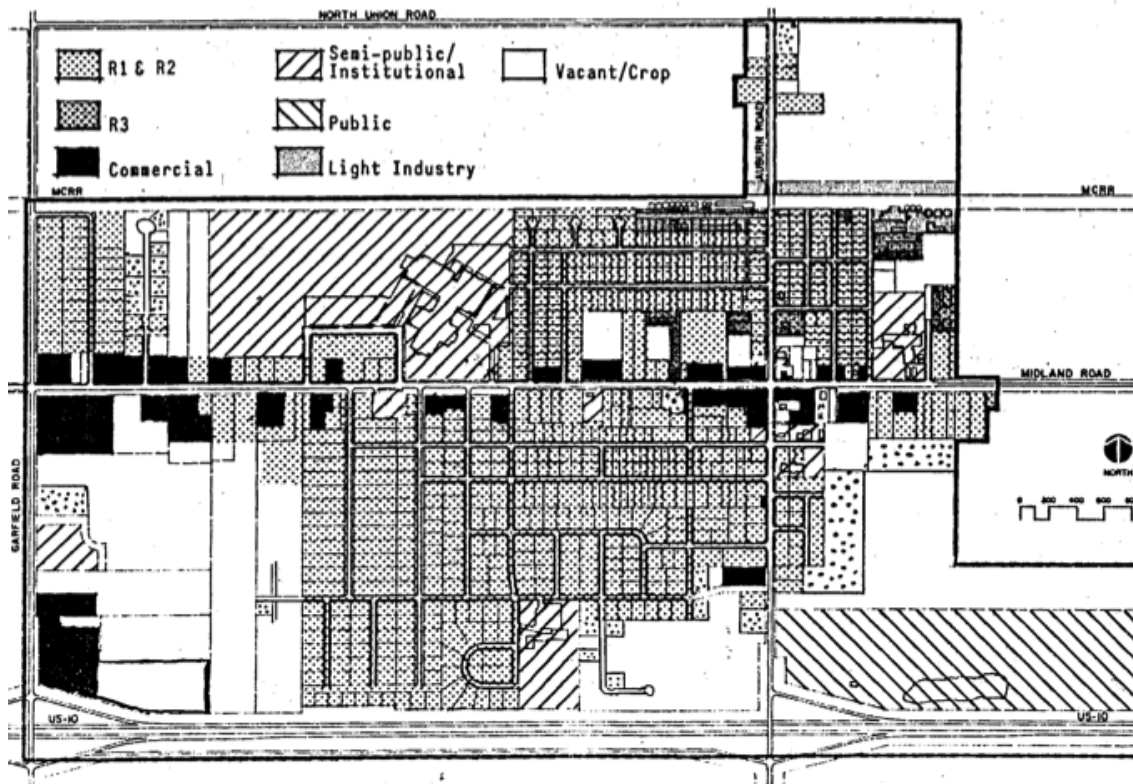 NORTH UNION ROAD
R1 & R2
Semi-public/
Institutional
Vacant/Crop
R3
Public
Commercial
Light Industry
AUBURN ROAD
MCRR
MCRR
MIDLAND ROAD
NORTH
GARFIELD ROAD
US-10
US-10